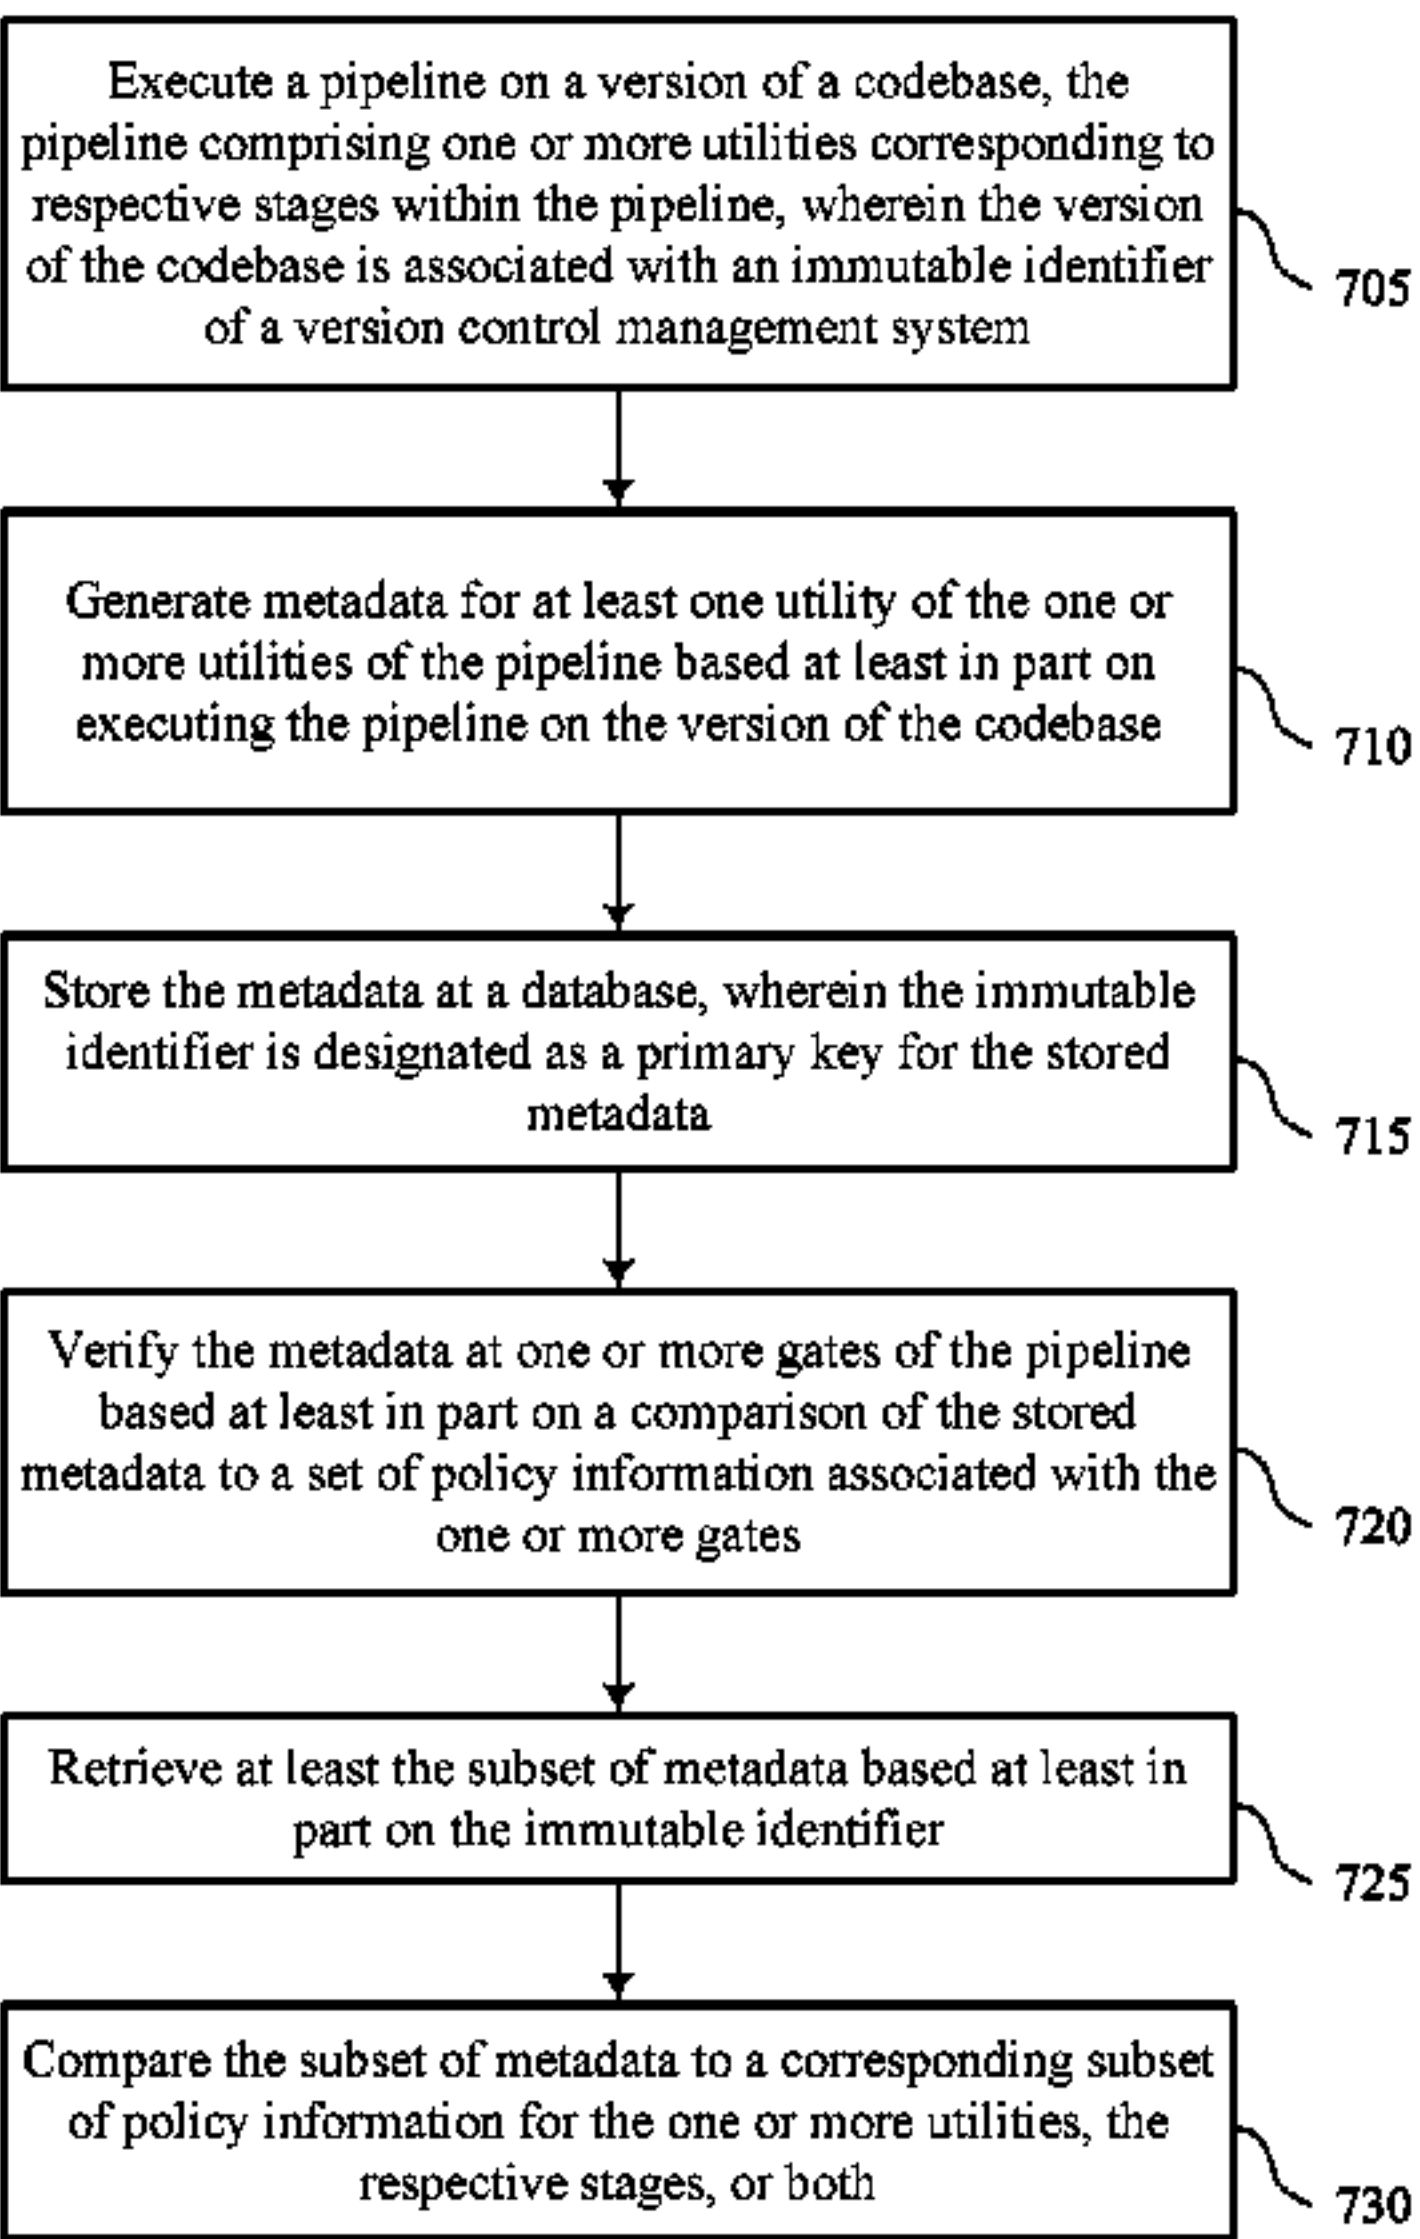 Execute a pipeline on a version of a codebase, the
pipeline comprising one or more utilities corresponding to
respective stages within the pipeline, wherein the version
of the codebase is associated with an immutable identifier
of a version control management system
705
Generate metadata for at least one utility of the one or
more utilities of the pipeline based at least in part on
executing the pipeline on the version of the codebase
710
Store the metadata at a database, wherein the immutable
identifier is designated as a primary key for the stored
metadata
715
Verify the metadata at one or more gates of the pipeline
based at least in part on a comparison of the stored
metadata to a set of policy information associated with the
one or more gates
720
Retrieve at least the subset of metadata based at least in
part on the immutable identifier
725
Compare the subset of metadata to a corresponding subset
of policy information for the one or more utilities, the
respective stages, or both
730